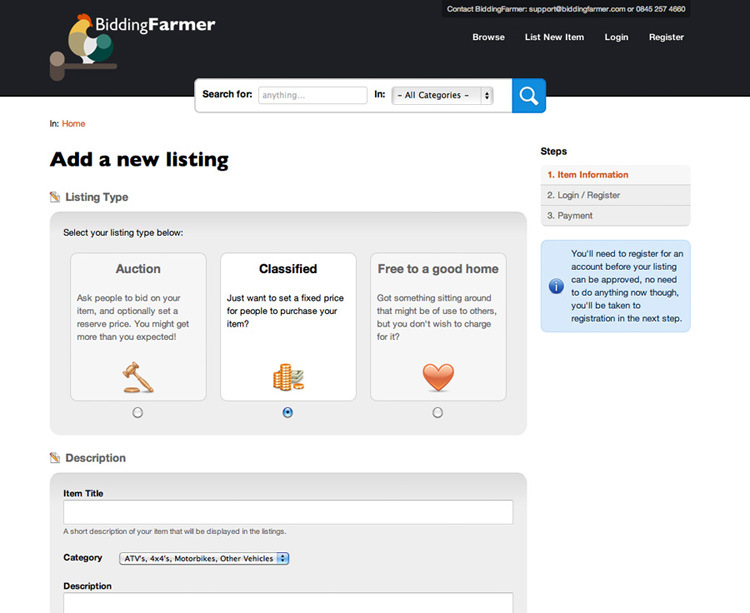 Contact BiddingFarmer: support@biddingfarmer.com or 0845 257 4660
BiddingFarmer
Browse List New Item Login Register
Search for: anything... In: - All Categories -
In: Home
Add a new listing
Listing Type
Select your listing type below:
Auction
Ask people to bid on your
item, and optionally set a
reserve price. You might get
more than you expected!
Classified
Just want to set a fixed price
for people to purchase your
item?
Free to a good home
Got something sitting around
that might be of use to others,
but you don't wish to charge
for it?
Description
Item Title
A short description of your item that will be displayed in the listings.
Category ATV's, 4x4's, Motorbikes, Other Vehicles
Description
Steps
1. Item Information
2. Login / Register
3. Payment
You'll need to register for an
account before your listing
can be approved, no need
to do anything now though,
you'll be taken to
registration in the next step.